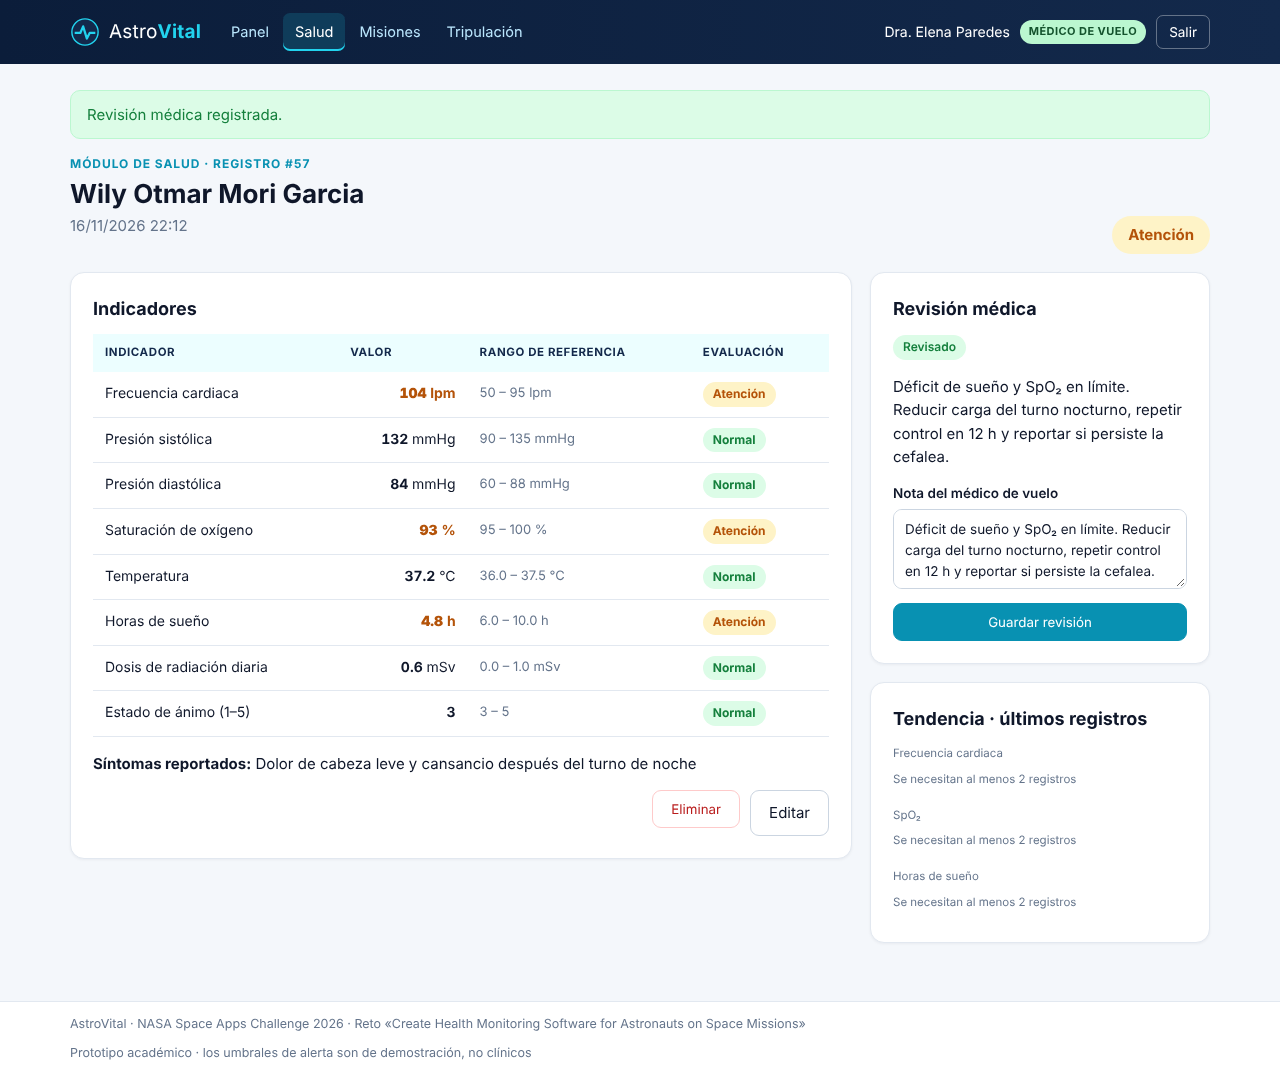 AstroVital
Panel
Salud
Misiones
Tripulación
Dra. Elena Paredes
MÉDICO DE VUELO
Salir
Revisión médica registrada.
MÓDULO DE SALUD · REGISTRO #57
Wily Otmar Mori Garcia
16/11/2026 22:12
Atención
Indicadores
INDICADOR VALOR RANGO DE REFERENCIA EVALUACIÓN
Frecuencia cardiaca 104 lpm 50 – 95 lpm Atención
Presión sistólica 132 mmHg 90 – 135 mmHg Normal
Presión diastólica 84 mmHg 60 – 88 mmHg Normal
Saturación de oxígeno 93 % 95 – 100 % Atención
Temperatura 37.2 °C 36.0 – 37.5 °C Normal
Horas de sueño 4.8 h 6.0 – 10.0 h Atención
Dosis de radiación diaria 0.6 mSv 0.0 – 1.0 mSv Normal
Estado de ánimo (1–5) 3 3 – 5 Normal
Síntomas reportados: Dolor de cabeza leve y cansancio después del turno de noche
Eliminar
Editar
Revisión médica
Revisado
Déficit de sueño y SpO₂ en límite.
Reducir carga del turno nocturno, repetir
control en 12 h y reportar si persiste la
cefalea.
Nota del médico de vuelo
Déficit de sueño y SpO₂ en límite. Reducir
carga del turno nocturno, repetir control
en 12 h y reportar si persiste la cefalea.
Guardar revisión
Tendencia · últimos registros
Frecuencia cardiaca
Se necesitan al menos 2 registros
SpO₂
Se necesitan al menos 2 registros
Horas de sueño
Se necesitan al menos 2 registros
AstroVital · NASA Space Apps Challenge 2026 · Reto «Create Health Monitoring Software for Astronauts on Space Missions»
Prototipo académico · los umbrales de alerta son de demostración, no clínicos